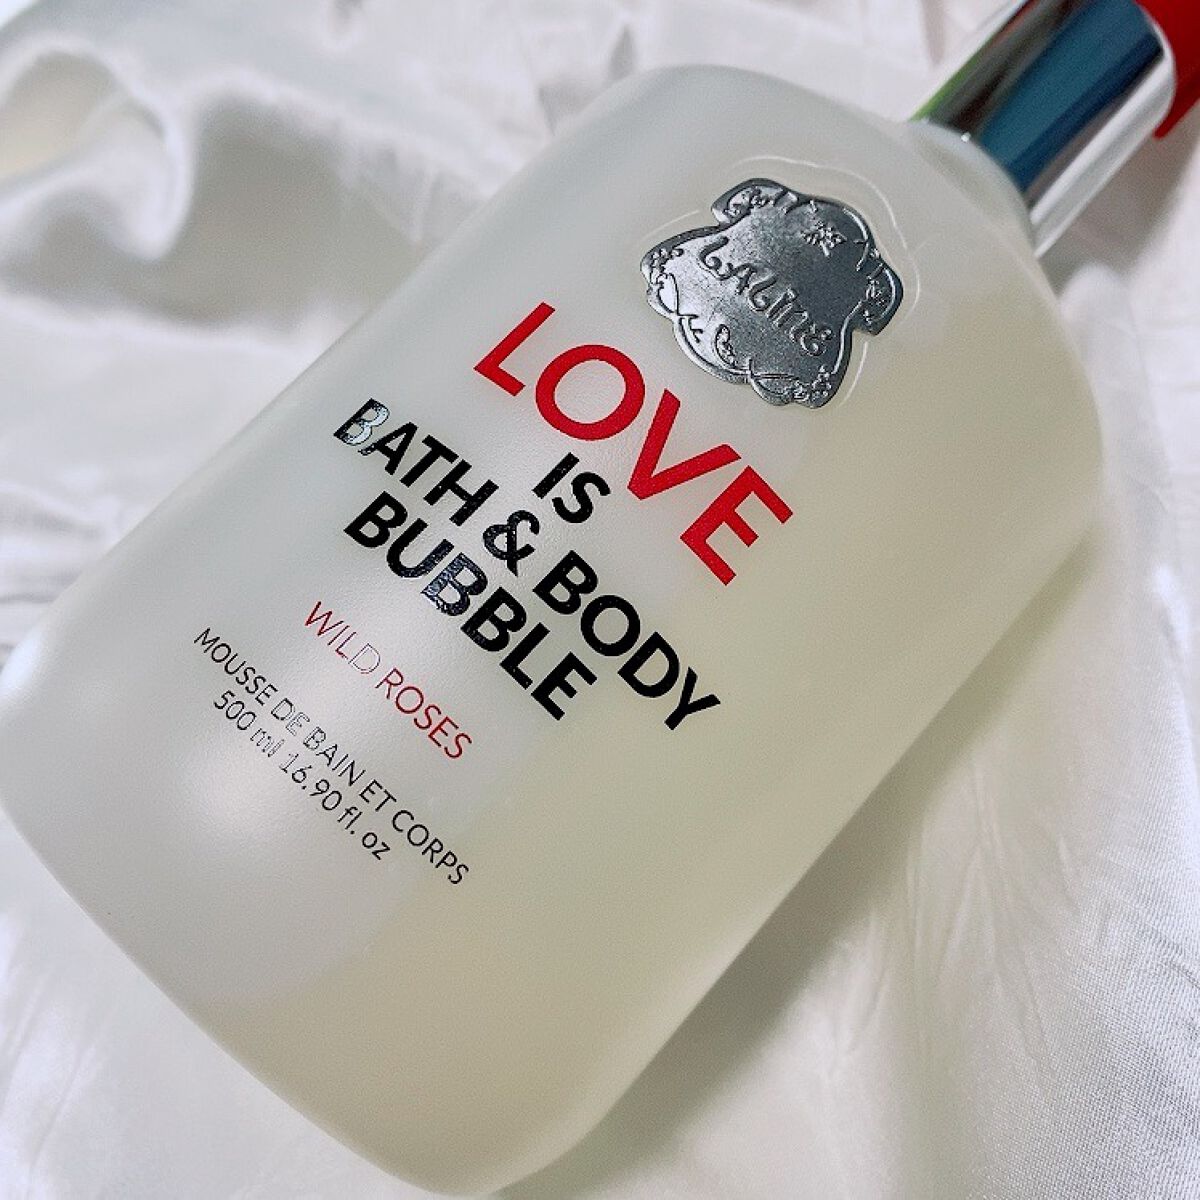 LALINE
LOVE
IS
BATH & BODY
BUBBLE
WILD ROSES
MOUSSE DE BAIN ET CORPS
500 ml 16.90 fl. oz